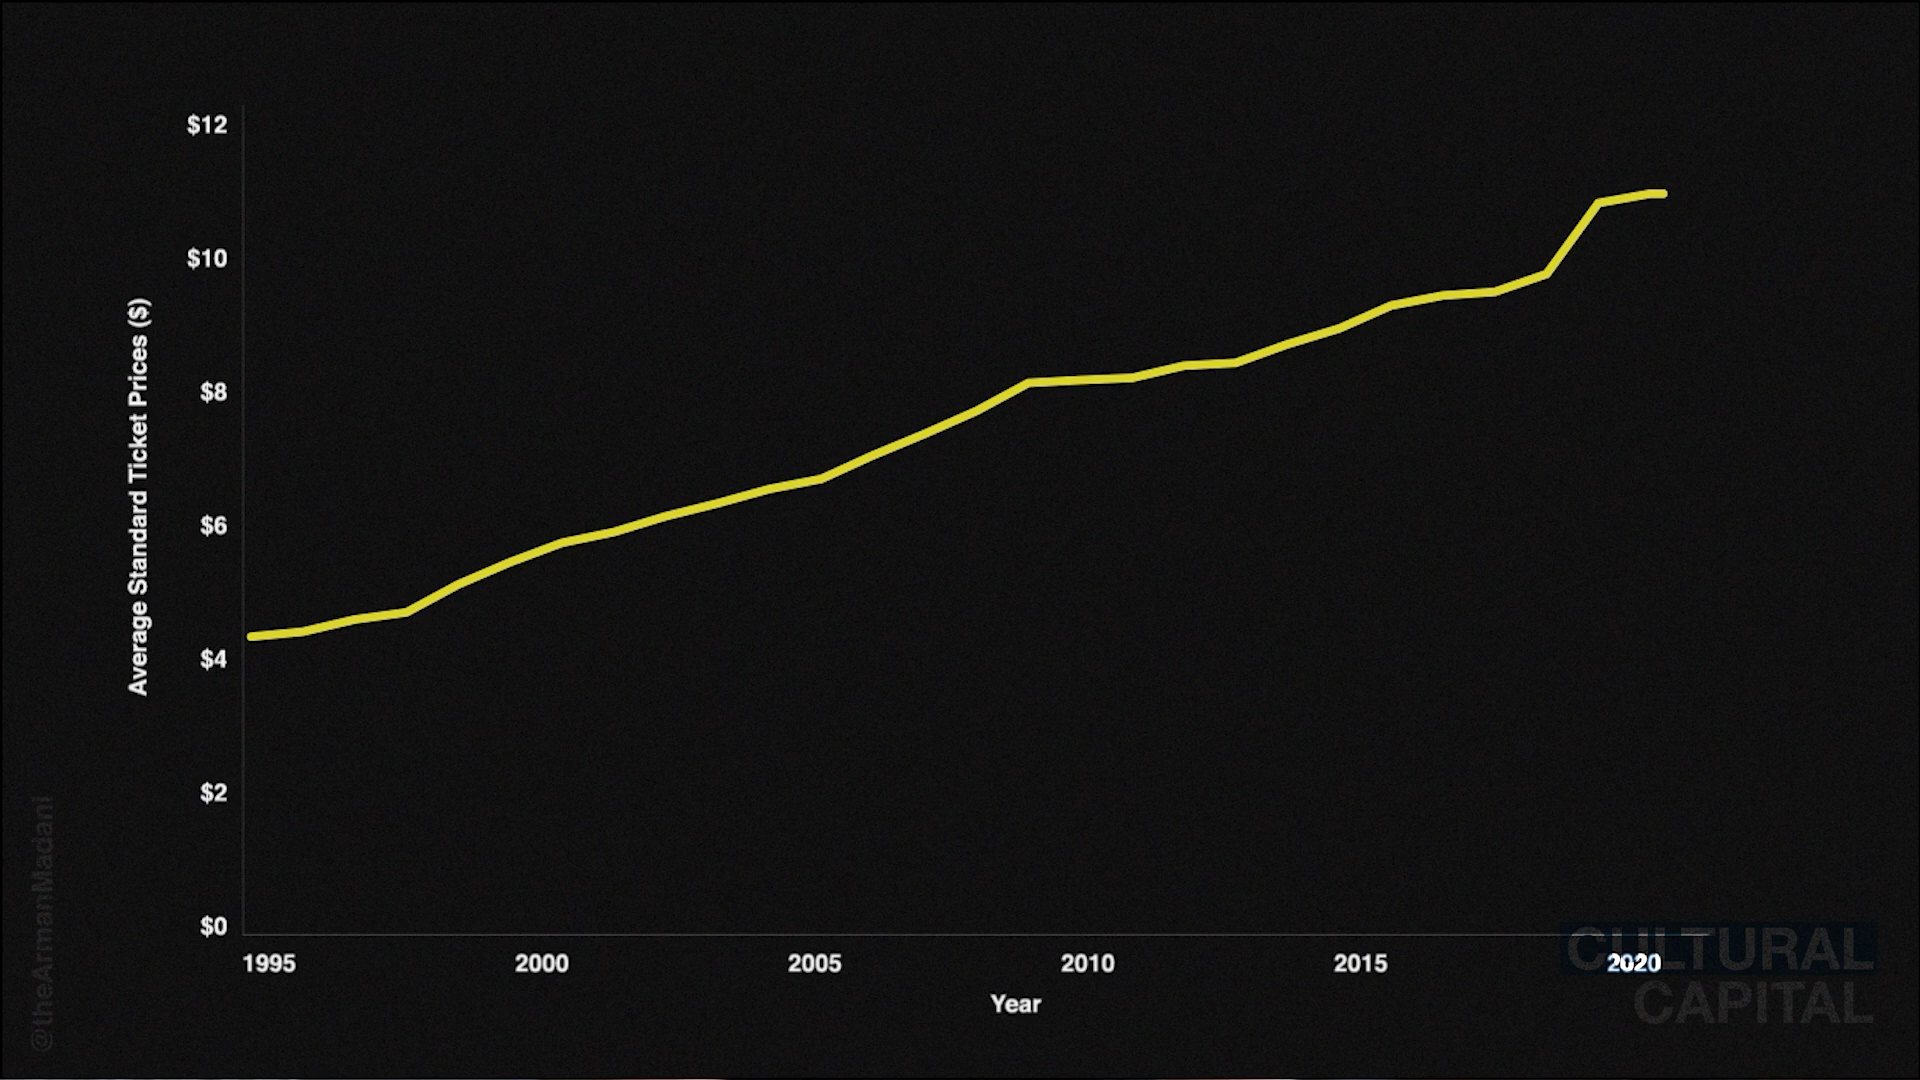 $12
$10
$8
$6
$4
$2
$0
Average Standard Ticket Prices ($)
1995
2000
2005
2010
2015
2020
Year
@theArmanMadani
CULTURAL
CAPITAL